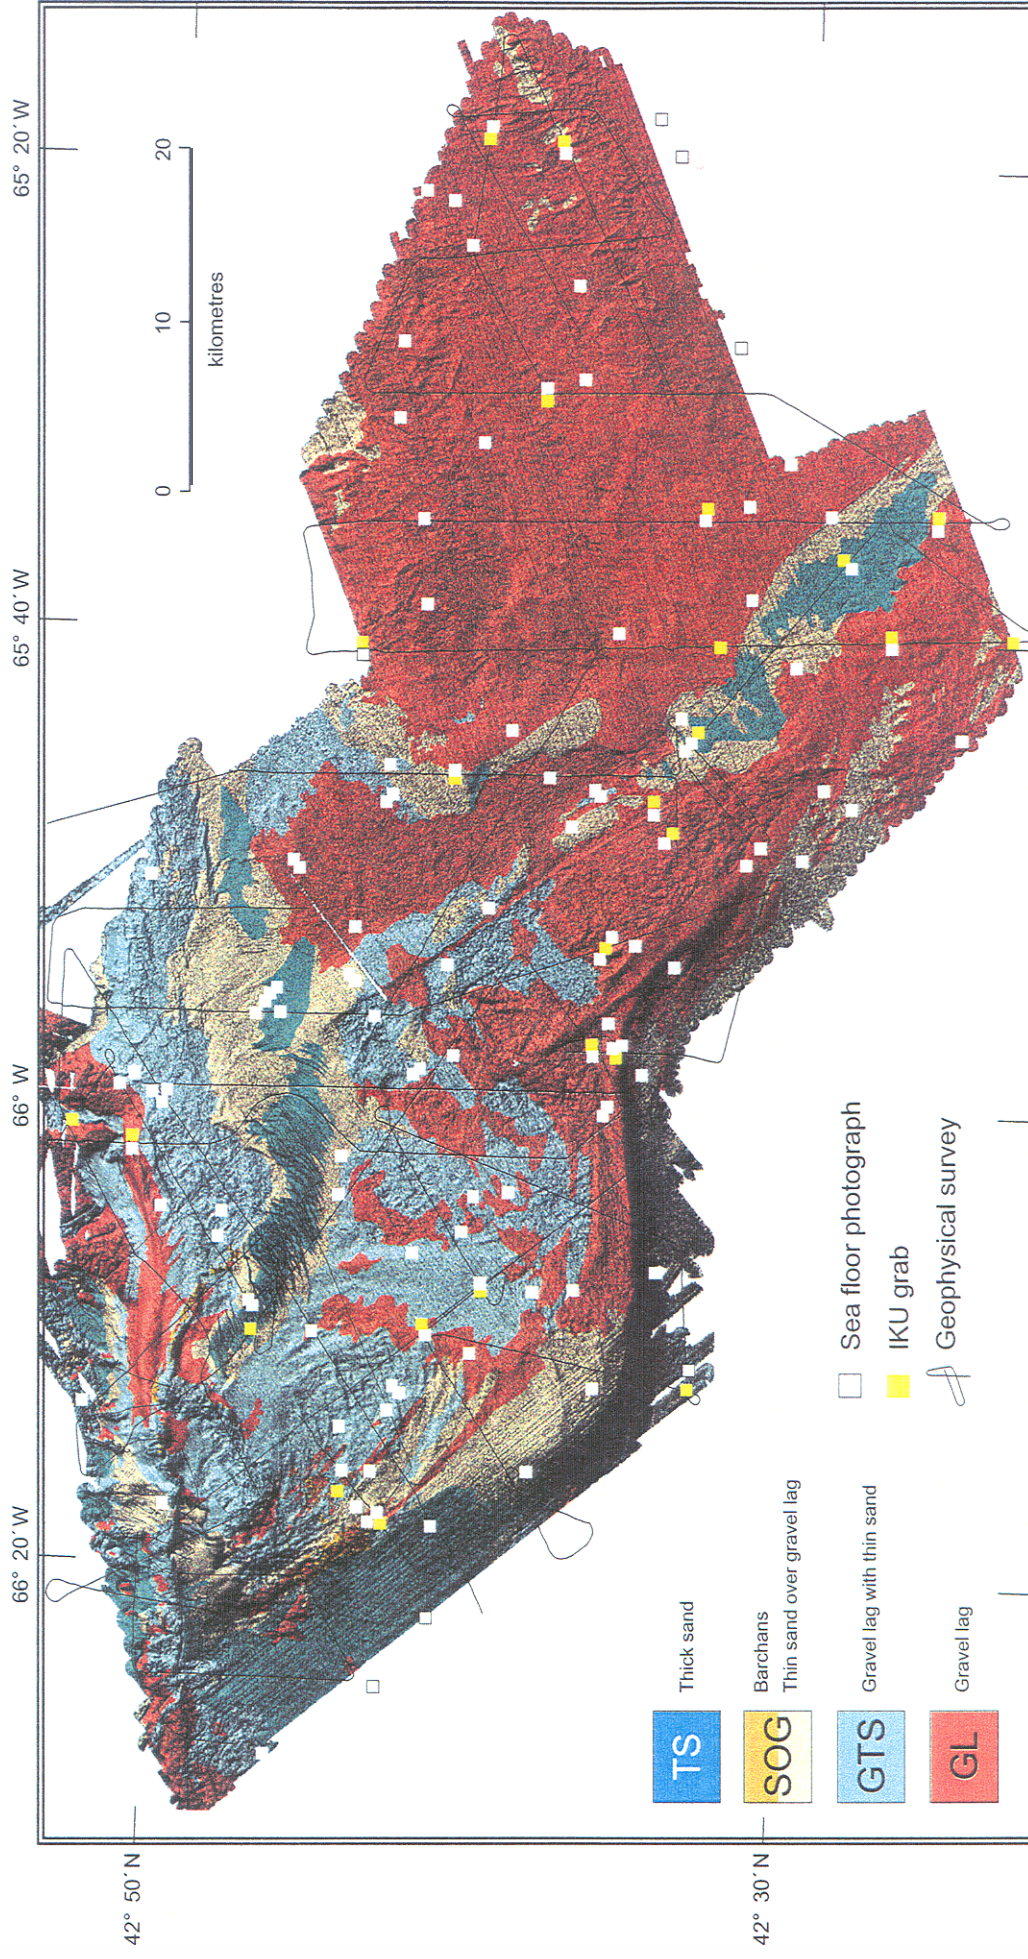 66° 20′ W
66° W
65° 40′ W
65° 20′ W
0
10
20
kilometres
42° 50′ N
42° 30′ N
TS
Thick sand
SOG
Barchans
Thin sand over gravel lag
GTS
Gravel lag with thin sand
GL
Gravel lag
Sea floor photograph
IKU grab
Geophysical survey